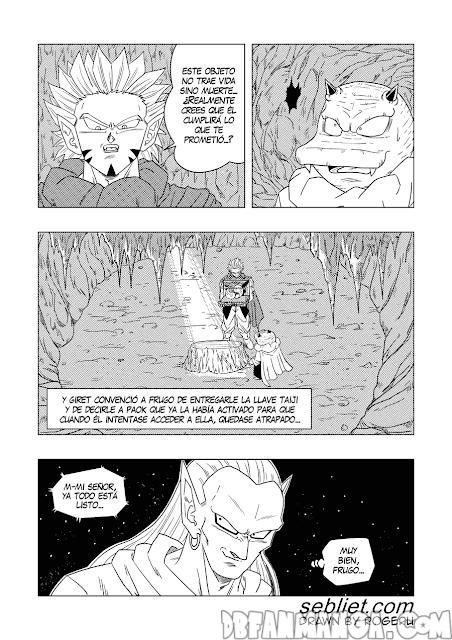 ESTE OBJETO
NO TRAE VIDA
SINO MUERTE...
¿REALMENTE
CREES QUE ÉL
CUMPLIRÁ
LO QUE TE
PROMETIÓ...?
Y GIRET CONVENCIÓ A FRUGO DE ENTREGARLE LA LLAVE TAIJI
Y DE DECIRLE A PAOK QUE YA LA HABÍA ACTIVADO PARA QUE
CUANDO ÉL INTENTASE ACCEDER A ELLA, QUEDASE ATRAPADO...
M-MI SEÑOR,
YA TODO ESTÁ
LISTO...
MUY
BIEN,
FRUGO...
sebliet.com
DRAWN BY ROGERU
DBFANMANGA.COM